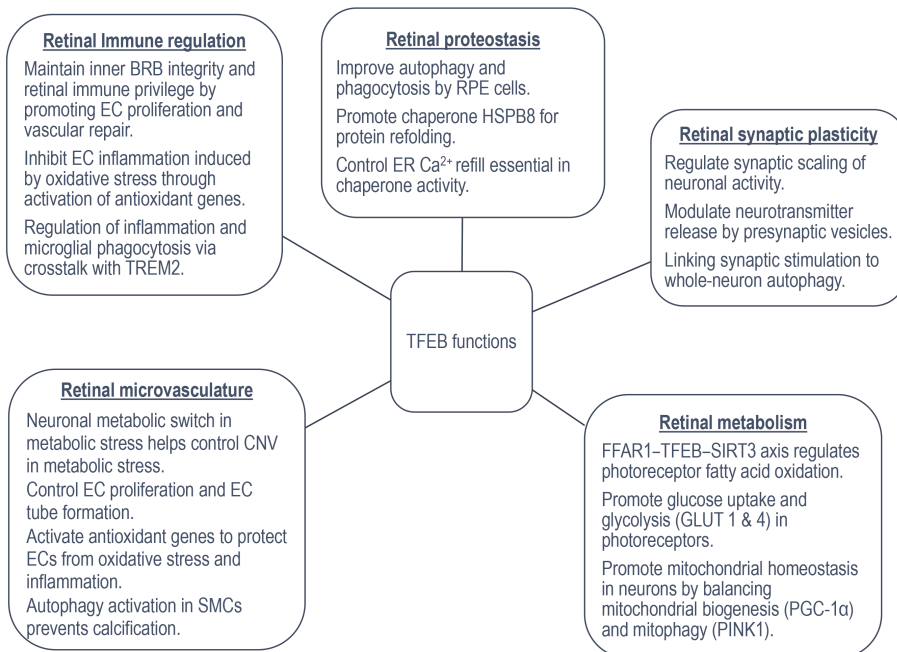 Retinal Immune regulation
Maintain inner BRB integrity and
retinal immune privilege by
promoting EC proliferation and
vascular repair.
Inhibit EC inflammation induced
by oxidative stress through
activation of antioxidant genes.
Regulation of inflammation and
microglial phagocytosis via
crosstalk with TREM2.
Retinal proteostasis
Improve autophagy and
phagocytosis by RPE cells.
Promote chaperone HSPB8 for
protein refolding.
Control ER Ca²⁺ refill essential in
chaperone activity.
Retinal synaptic plasticity
Regulate synaptic scaling of
neuronal activity.
Modulate neurotransmitter
release by presynaptic vesicles.
Linking synaptic stimulation to
whole-neuron autophagy.
TFEB functions
Retinal microvasculature
Neuronal metabolic switch in
metabolic stress helps control CNV
in metabolic stress.
Control EC proliferation and EC
tube formation.
Activate antioxidant genes to protect
ECs from oxidative stress and
inflammation.
Autophagy activation in SMCs
prevents calcification.
Retinal metabolism
FFAR1–TFEB–SIRT3 axis regulates
photoreceptor fatty acid oxidation.
Promote glucose uptake and
glycolysis (GLUT 1 & 4) in
photoreceptors.
Promote mitochondrial homeostasis
in neurons by balancing
mitochondrial biogenesis (PGC-1α)
and mitophagy (PINK1).